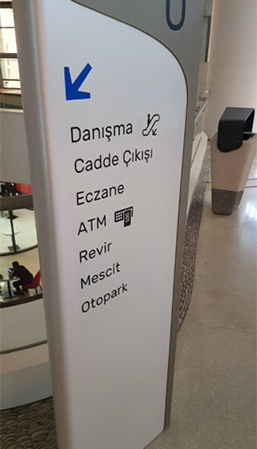 Danışma
Cadde Çıkışı
Eczane
ATM
Revir
Mescit
Otopark